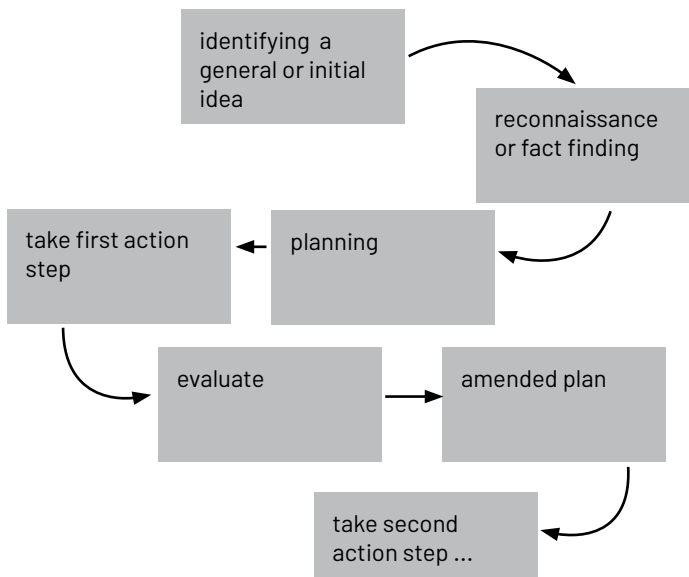 identifying  a
general or initial
idea
reconnaissance
or fact finding
take first action
step
planning
evaluate
amended plan
take second
action step ...